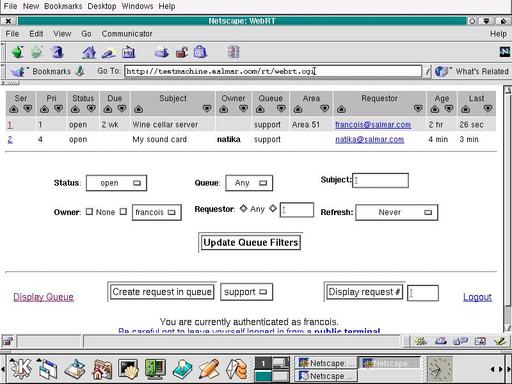 File New Bookmarks Desktop Windows Help
Netscape: WebRT
File Edit View Go Communicator Help
Bookmarks Go To: http://testmachine.salmar.com/rt/webrt.cgi What's Related
Ser Pri Status Due Subject Owner Queue Area Requestor Age Last
1 1 open 2 wk Wine cellar server support Area 51 francois@salmar.com 2 hr 26 sec
2 4 open My sound card natika support natika@salmar.com 4 min 3 min
Status: open Queue: Any Subject:
Owner: None francois Requestor: Any Refresh: Never
Update Queue Filters
Display Queue Create request in queue support Display request # Logout
You are currently authenticated as francois.
Be careful not to leave yourself logged in from a public terminal
Netscape: ... Netscape:
Netscape ...